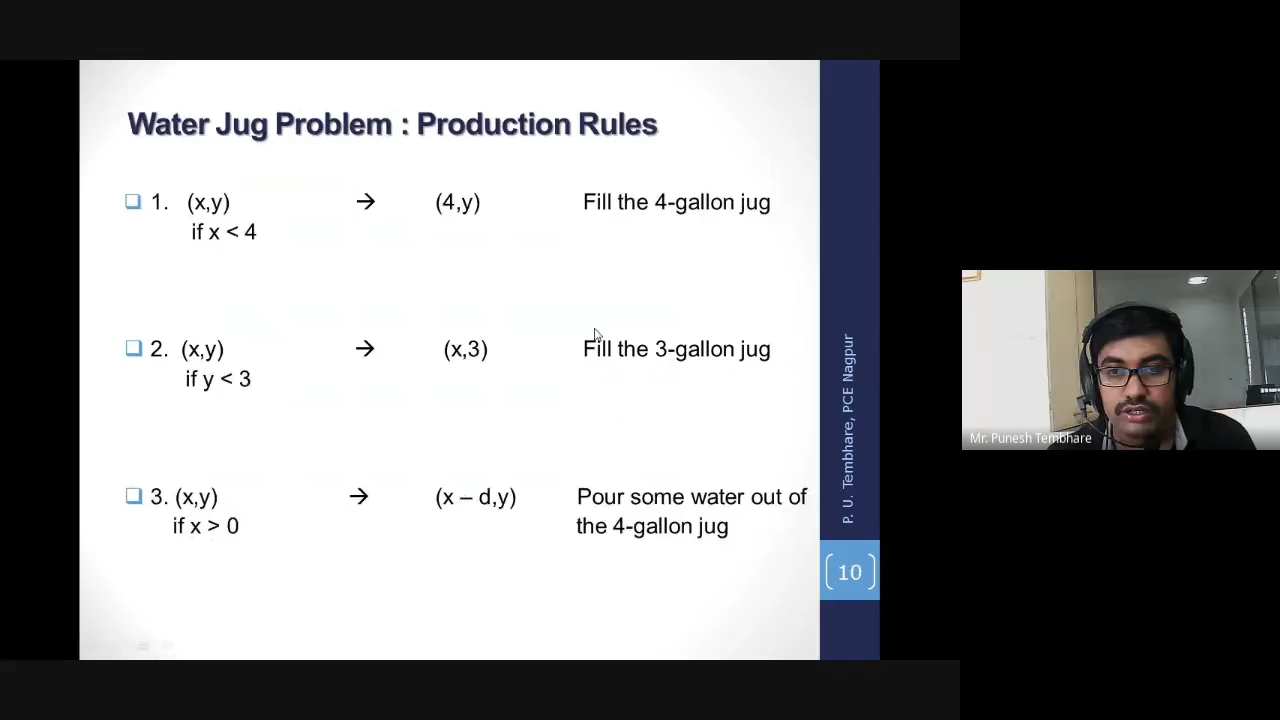 Water Jug Problem : Production Rules
❑ 1. (x,y) → (4,y) Fill the 4-gallon jug
if x < 4
❑ 2. (x,y) → (x,3) Fill the 3-gallon jug
if y < 3
❑ 3. (x,y) → (x – d,y) Pour some water out of
if x > 0 the 4-gallon jug
P. U. Tembhare, PCE Nagpur
10
Mr. Punesh Tembhare